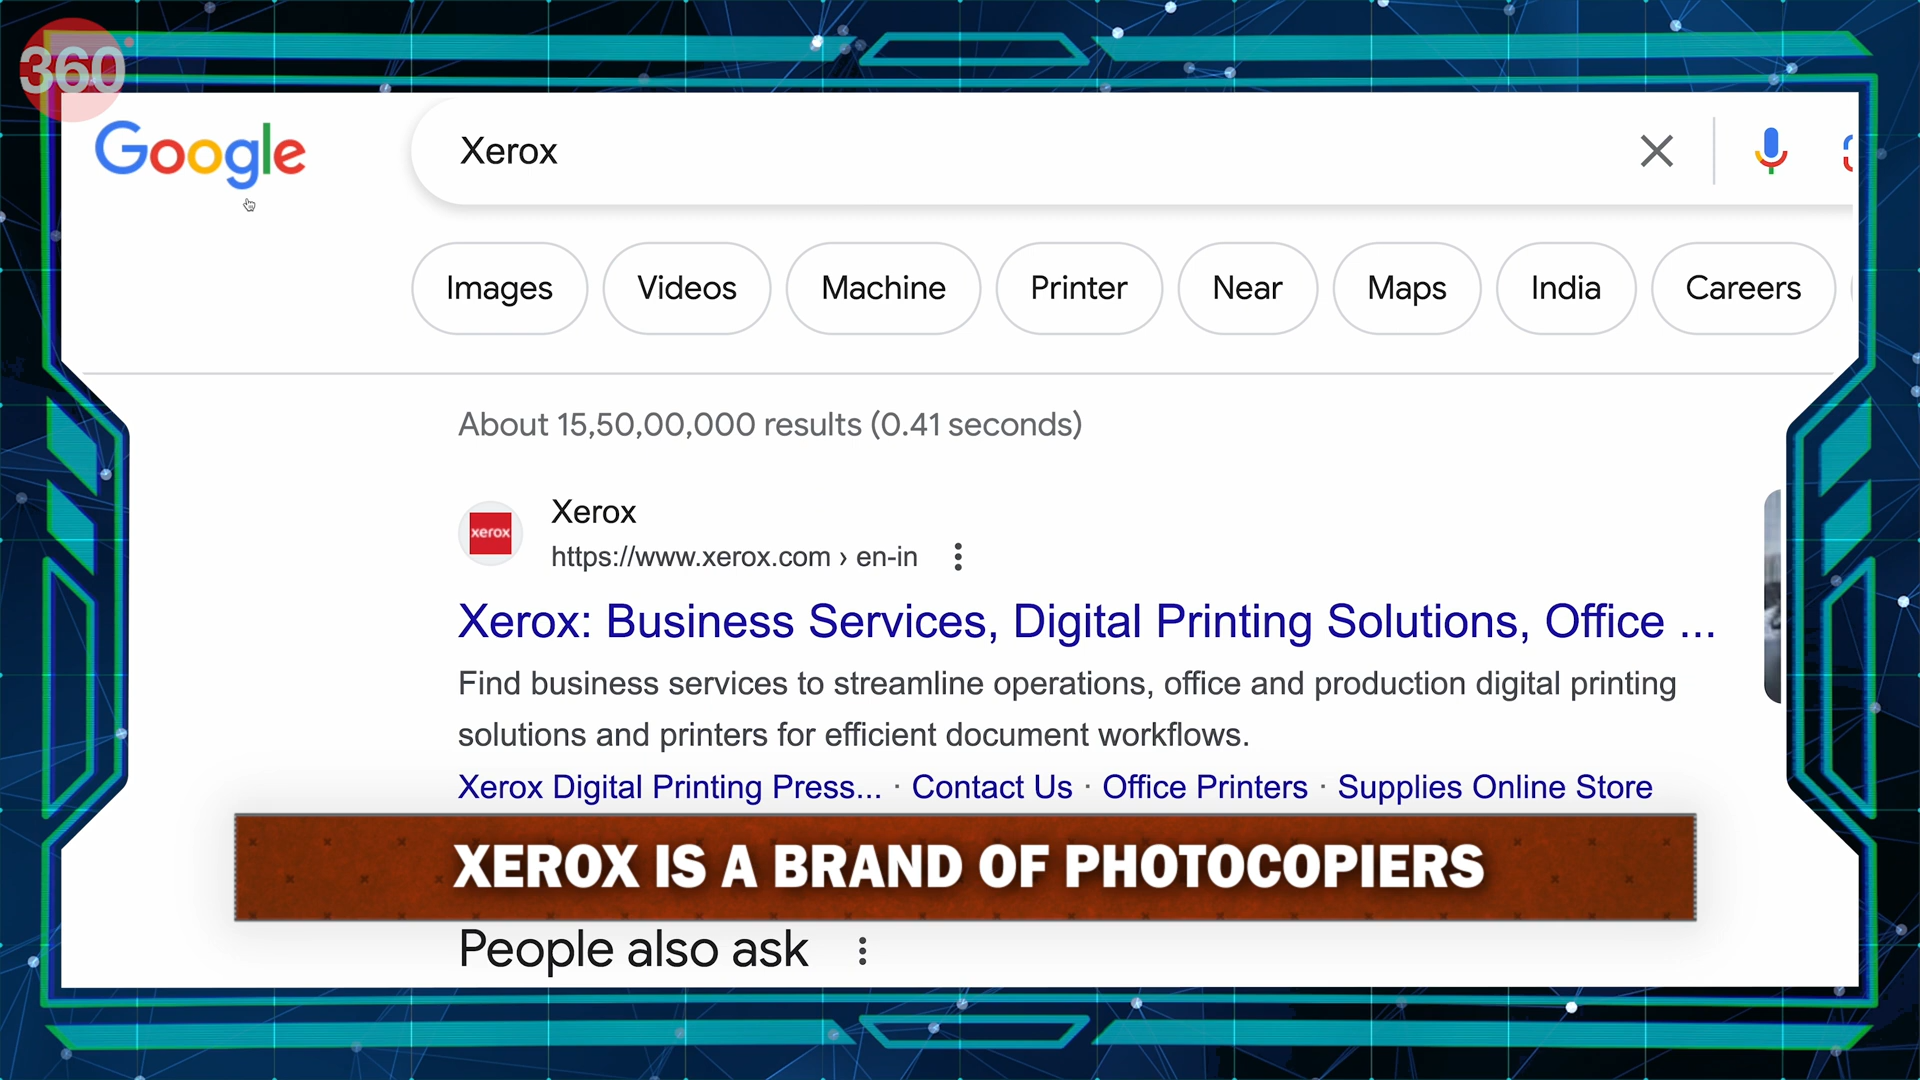 360
Google
Xerox
Images Videos Machine Printer Near Maps India Careers
About 15,50,00,000 results (0.41 seconds)
xerox
Xerox
https://www.xerox.com › en-in
Xerox: Business Services, Digital Printing Solutions, Office ...
Find business services to streamline operations, office and production digital printing
solutions and printers for efficient document workflows.
Xerox Digital Printing Press... · Contact Us · Office Printers · Supplies Online Store
XEROX IS A BRAND OF PHOTOCOPIERS
People also ask